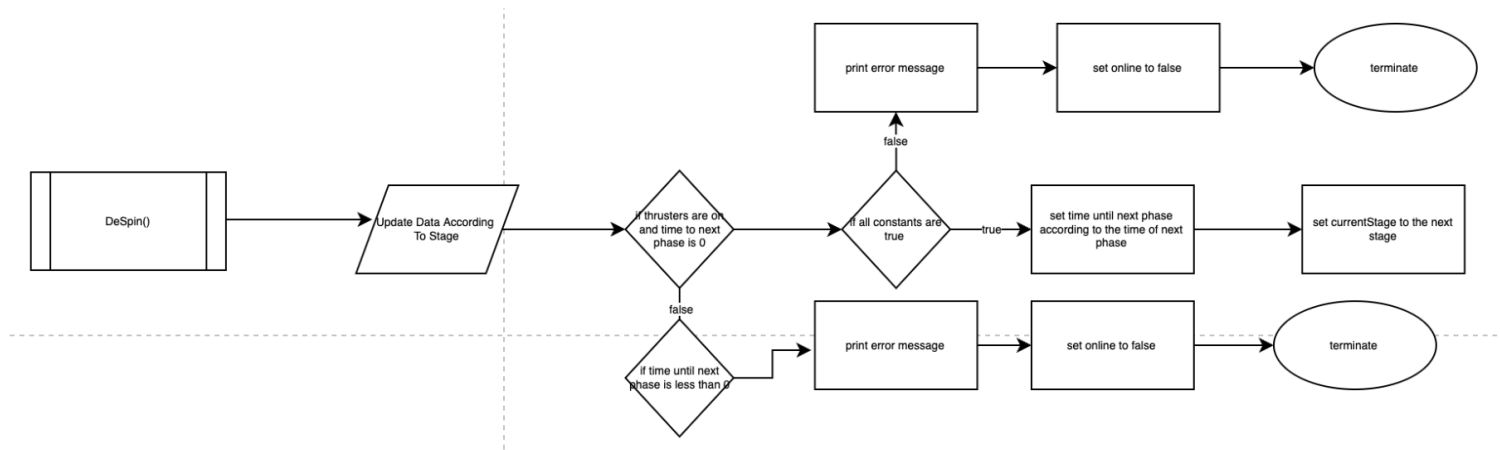 print error message
set online to false
terminate
false
DeSpin()
Update Data According
To Stage
if thrusters are on
and time to next
phase is 0
if all constants are
true
true
set time until next phase
according to the time of next
phase
set currentStage to the next
stage
false
if time until next
phase is less than 0
print error message
set online to false
terminate